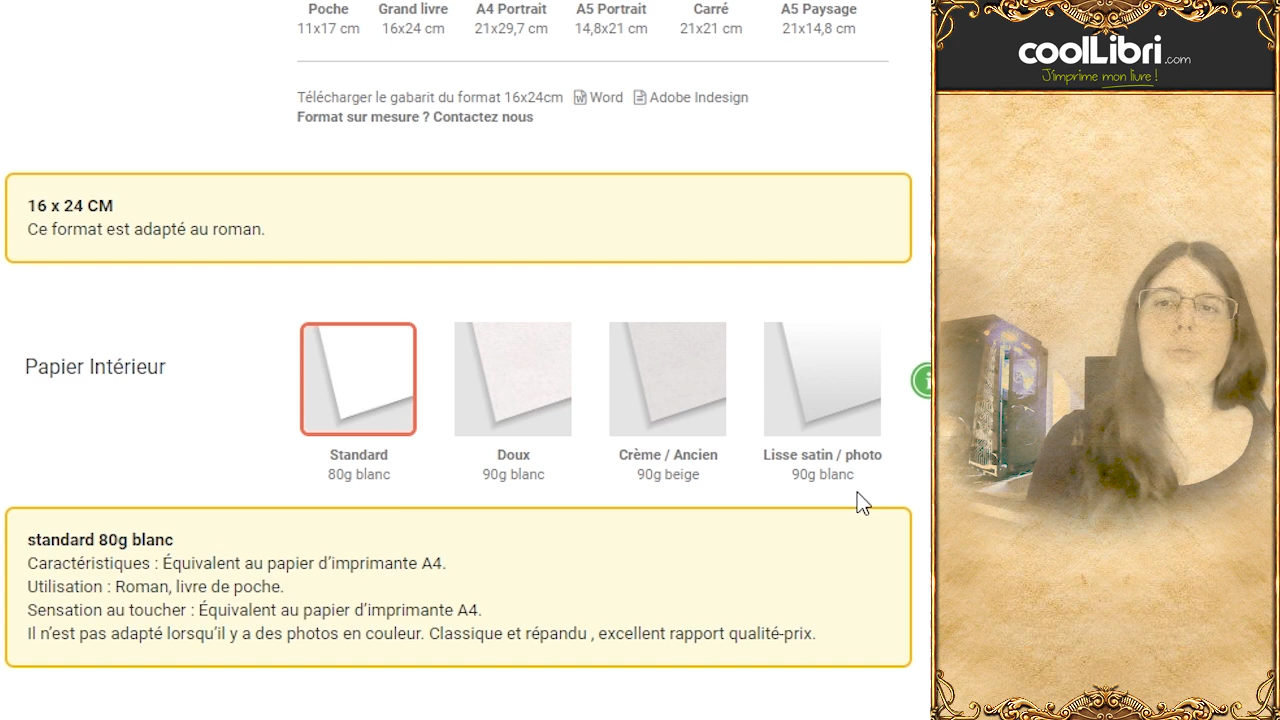 Poche Grand livre A4 Portrait A5 Portrait Carré A5 Paysage
11x17 cm 16x24 cm 21x29,7 cm 14,8x21 cm 21x21 cm 21x14,8 cm
Télécharger le gabarit du format 16x24cm Word Adobe Indesign
Format sur mesure ? Contactez nous
16 x 24 CM
Ce format est adapté au roman.
Papier Intérieur
Standard Doux Crème / Ancien Lisse satin / photo
80g blanc 90g blanc 90g beige 90g blanc
standard 80g blanc
Caractéristiques : Équivalent au papier d’imprimante A4.
Utilisation : Roman, livre de poche.
Sensation au toucher : Équivalent au papier d’imprimante A4.
Il n’est pas adapté lorsqu’il y a des photos en couleur. Classique et répandu , excellent rapport qualité-prix.
coolLibri.com
J'imprime mon livre !